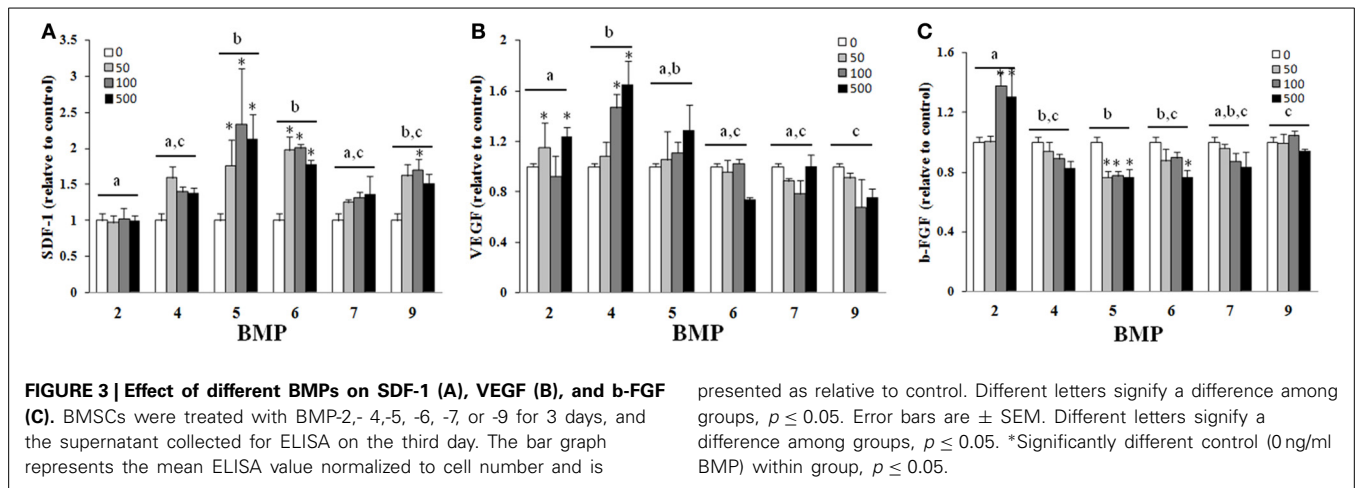 A
SDF-1 (relative to control)
3.5
3
2.5
2
1.5
1
0.5
0
0
50
100
500
a
a,c
b
b
a,c
b,c
*
*
*
*
*
*
*
2
4
5
6
7
9
BMP
B
VEGF (relative to control)
2
1.6
1.2
0.8
0.4
0
0
50
100
500
a
b
a,b
a,c
a,c
c
*
*
*
*
2
4
5
6
7
9
BMP
C
b-FGF (relatve to control)
1.6
1.2
0.8
0.4
0
0
50
100
500
a
b,c
b
b,c
a,b,c
c
*
*
*
*
*
*
2
4
5
6
7
9
BMP
FIGURE 3 | Effect of different BMPs on SDF-1 (A), VEGF (B), and b-FGF
(C). BMSCs were treated with BMP-2,- 4,-5, -6, -7, or -9 for 3 days, and
the supernatant collected for ELISA on the third day. The bar graph
represents the mean ELISA value normalized to cell number and is
presented as relative to control. Different letters signify a difference among
groups, p ≤ 0.05. Error bars are ± SEM. Different letters signify a
difference among groups, p ≤ 0.05. *Significantly different control (0 ng/ml
BMP) within group, p ≤ 0.05.